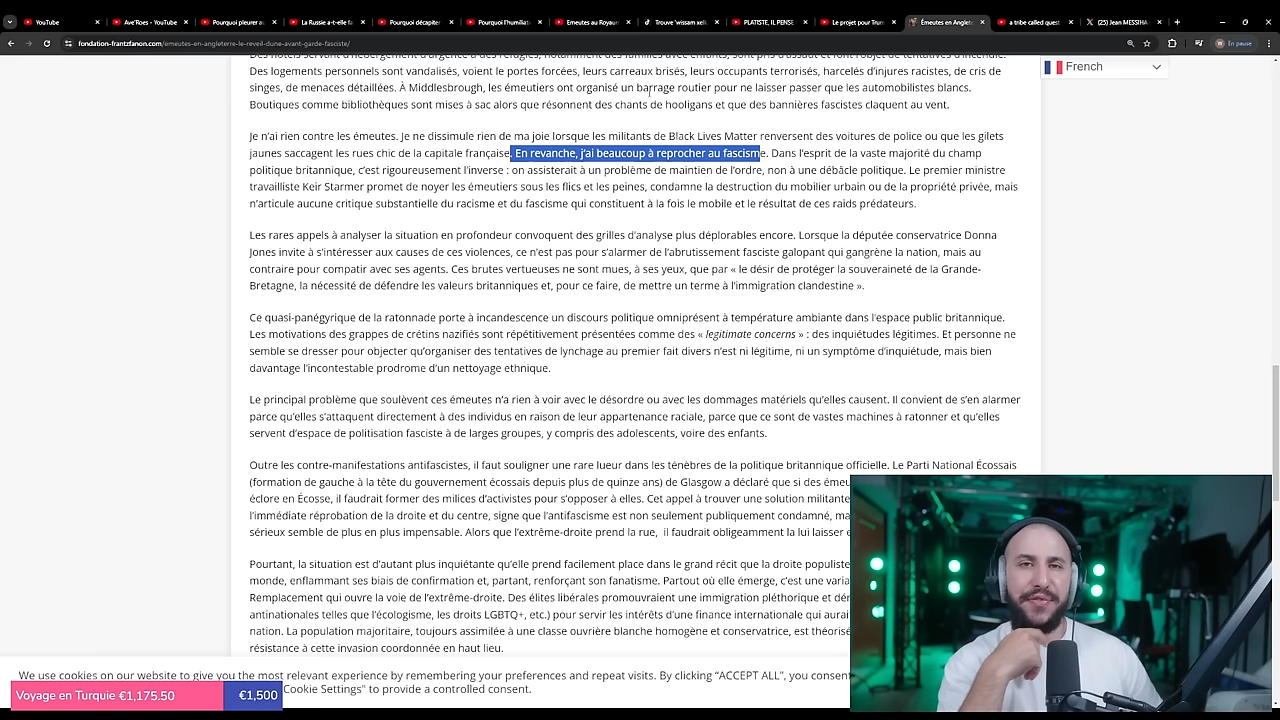 YouTube
Ave'Roes - YouTube
Pourquoi pleurer au
La Russie a-t-elle fa
Pourquoi décapiter
Pourquoi l'humiliat
Emeutes au Royaun
Trouve 'wissam xelk
PLATISTE, IL PENSE
Le projet pour Trum
Émeutes en Anglete
a tribe called quest
(25) Jean MESSIHA
fondation-frantzfanon.com/emeutes-en-angleterre-le-reveil-dune-avant-garde-fasciste/
En pause
French
Des hôtels servant d'hébergement d'urgence à des réfugiés, notamment des familles avec enfants, sont pris d'assaut et font l'objet de tentatives d'incendie.
Des logements personnels sont vandalisés, voient le portes forcées, leurs carreaux brisés, leurs occupants terrorisés, harcelés d'injures racistes, de cris de
singes, de menaces détaillées. À Middlesbrough, les émeutiers ont organisé un barrage routier pour ne laisser passer que les automobilistes blancs.
Boutiques comme bibliothèques sont mises à sac alors que résonnent des chants de hooligans et que des bannières fascistes claquent au vent.
Je n'ai rien contre les émeutes. Je ne dissimule rien de ma joie lorsque les militants de Black Lives Matter renversent des voitures de police ou que les gilets
jaunes saccagent les rues chic de la capitale française. En revanche, j'ai beaucoup à reprocher au fascisme. Dans l'esprit de la vaste majorité du champ
politique britannique, c'est rigoureusement l'inverse : on assisterait à un problème de maintien de l'ordre, non à une débâcle politique. Le premier ministre
travailliste Keir Starmer promet de noyer les émeutiers sous les flics et les peines, condamne la destruction du mobilier urbain ou de la propriété privée, mais
n'articule aucune critique substantielle du racisme et du fascisme qui constituent à la fois le mobile et le résultat de ces raids prédateurs.
Les rares appels à analyser la situation en profondeur convoquent des grilles d'analyse plus déplorables encore. Lorsque la députée conservatrice Donna
Jones invite à s'intéresser aux causes de ces violences, ce n'est pas pour s'alarmer de l'abrutissement fasciste galopant qui gangrène la nation, mais au
contraire pour compatir avec ses agents. Ces brutes vertueuses ne sont mues, à ses yeux, que par « le désir de protéger la souveraineté de la Grande-
Bretagne, la nécessité de défendre les valeurs britanniques et, pour ce faire, de mettre un terme à l'immigration clandestine ».
Ce quasi-panégyrique de la ratonnade porte à incandescence un discours politique omniprésent à température ambiante dans l'espace public britannique.
Les motivations des grappes de crétins nazifiés sont répétitivement présentées comme des « legitimate concerns » : des inquiétudes légitimes. Et personne ne
semble se dresser pour objecter qu'organiser des tentatives de lynchage au premier fait divers n'est ni légitime, ni un symptôme d'inquiétude, mais bien
davantage l'incontestable prodrome d'un nettoyage ethnique.
Le principal problème que soulèvent ces émeutes n'a rien à voir avec le désordre ou avec les dommages matériels qu'elles causent. Il convient de s'en alarmer
parce qu'elles s'attaquent directement à des individus en raison de leur appartenance raciale, parce que ce sont de vastes machines à ratonner et qu'elles
servent d'espace de politisation fasciste à de larges groupes, y compris des adolescents, voire des enfants.
Outre les contre-manifestations antifascistes, il faut souligner une rare lueur dans les ténèbres de la politique britannique officielle. Le Parti National Écossais
(formation de gauche à la tête du gouvernement écossais depuis plus de quinze ans) de Glasgow a déclaré que si des émeu
éclore en Écosse, il faudrait former des milices d'activistes pour s'opposer à elles. Cet appel à trouver une solution militante
l'immédiate réprobation de la droite et du centre, signe que l'antifascisme est non seulement publiquement condamné, ma
sérieux semble de plus en plus impensable. Alors que l'extrême-droite prend la rue, il faudrait obligeamment la lui laisser e
Pourtant, la situation est d'autant plus inquiétante qu'elle prend facilement place dans le grand récit que la droite populiste
monde, enflammant ses biais de confirmation et, partant, renforçant son fanatisme. Partout où elle émerge, c'est une varia
Remplacement qui ouvre la voie de l'extrême-droite. Des élites libérales promouvraient une immigration pléthorique et dér
antinationales telles que l'écologisme, les droits LGBTQ+, etc.) pour servir les intérêts d'une finance internationale qui aurai
nation. La population majoritaire, toujours assimilée à une classe ouvrière blanche homogène et conservatrice, est théorise
résistance à cette invasion coordonnée en haut lieu.
We use cookies on our website to give you the most relevant experience by remembering your preferences and repeat visits. By clicking "ACCEPT ALL", you consent
Cookie Settings" to provide a controlled consent.
Voyage en Turquie €1,175.50
€1,500